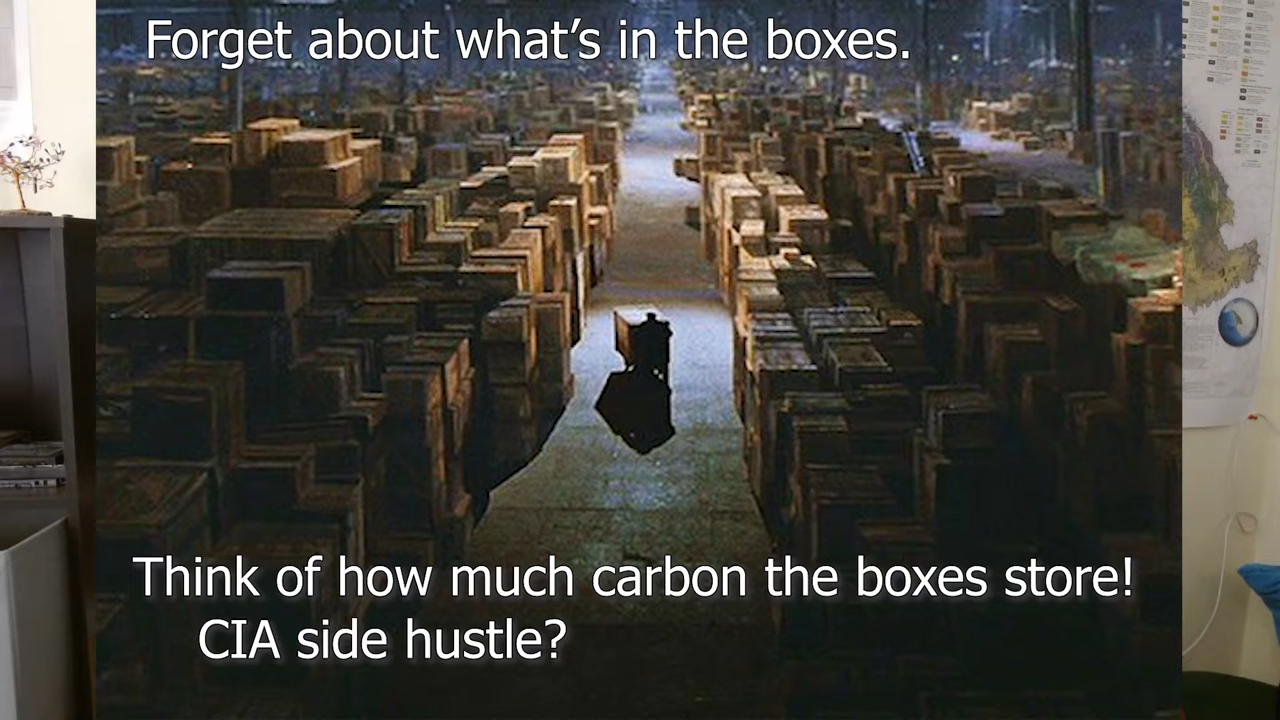 Forget about what’s in the boxes.
Think of how much carbon the boxes store!
CIA side hustle?